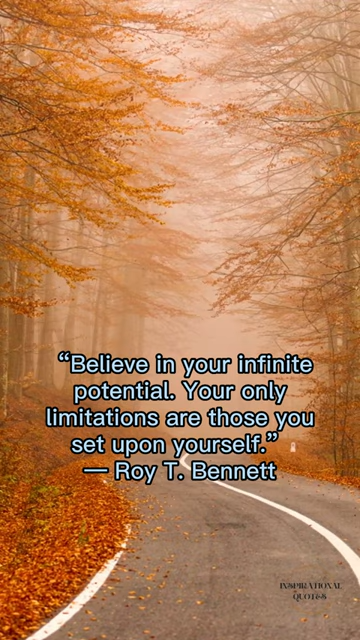 “Believe in your infinite
potential. Your only
limitations are those you
set upon yourself.”
— Roy T. Bennett
INSPIRATIONAL
QUOTES